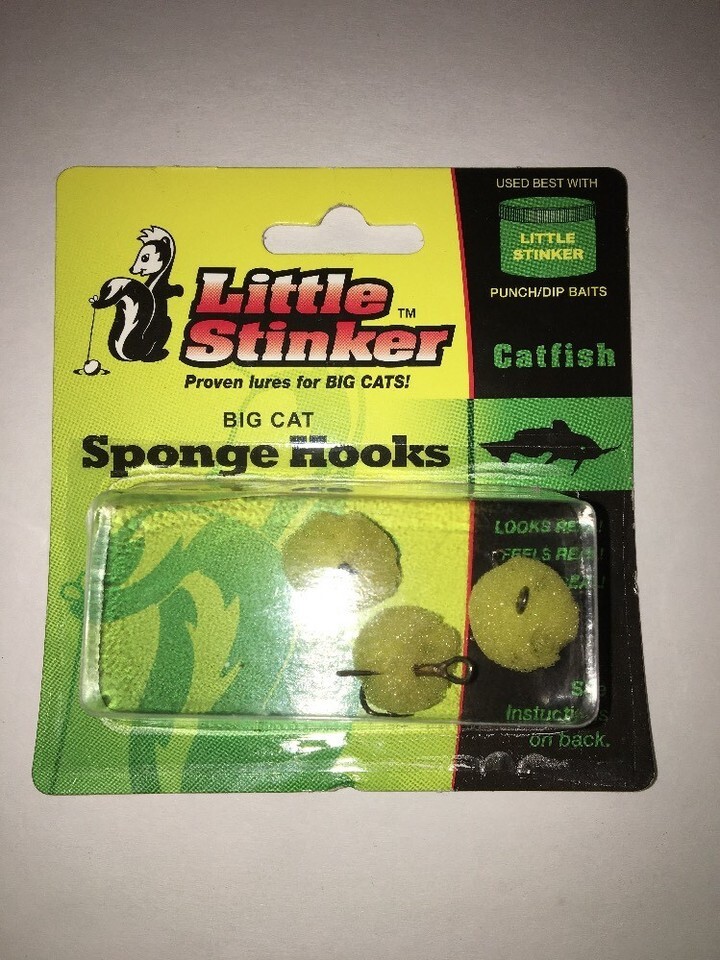 USED BEST WITH
LITTLE
STINKER
PUNCH/DIP BAITS
Little
Stinker™
Proven lures for BIG CATS!
Catfish
BIG CAT
Sponge Hooks
LOOKS
FEELS
on back.